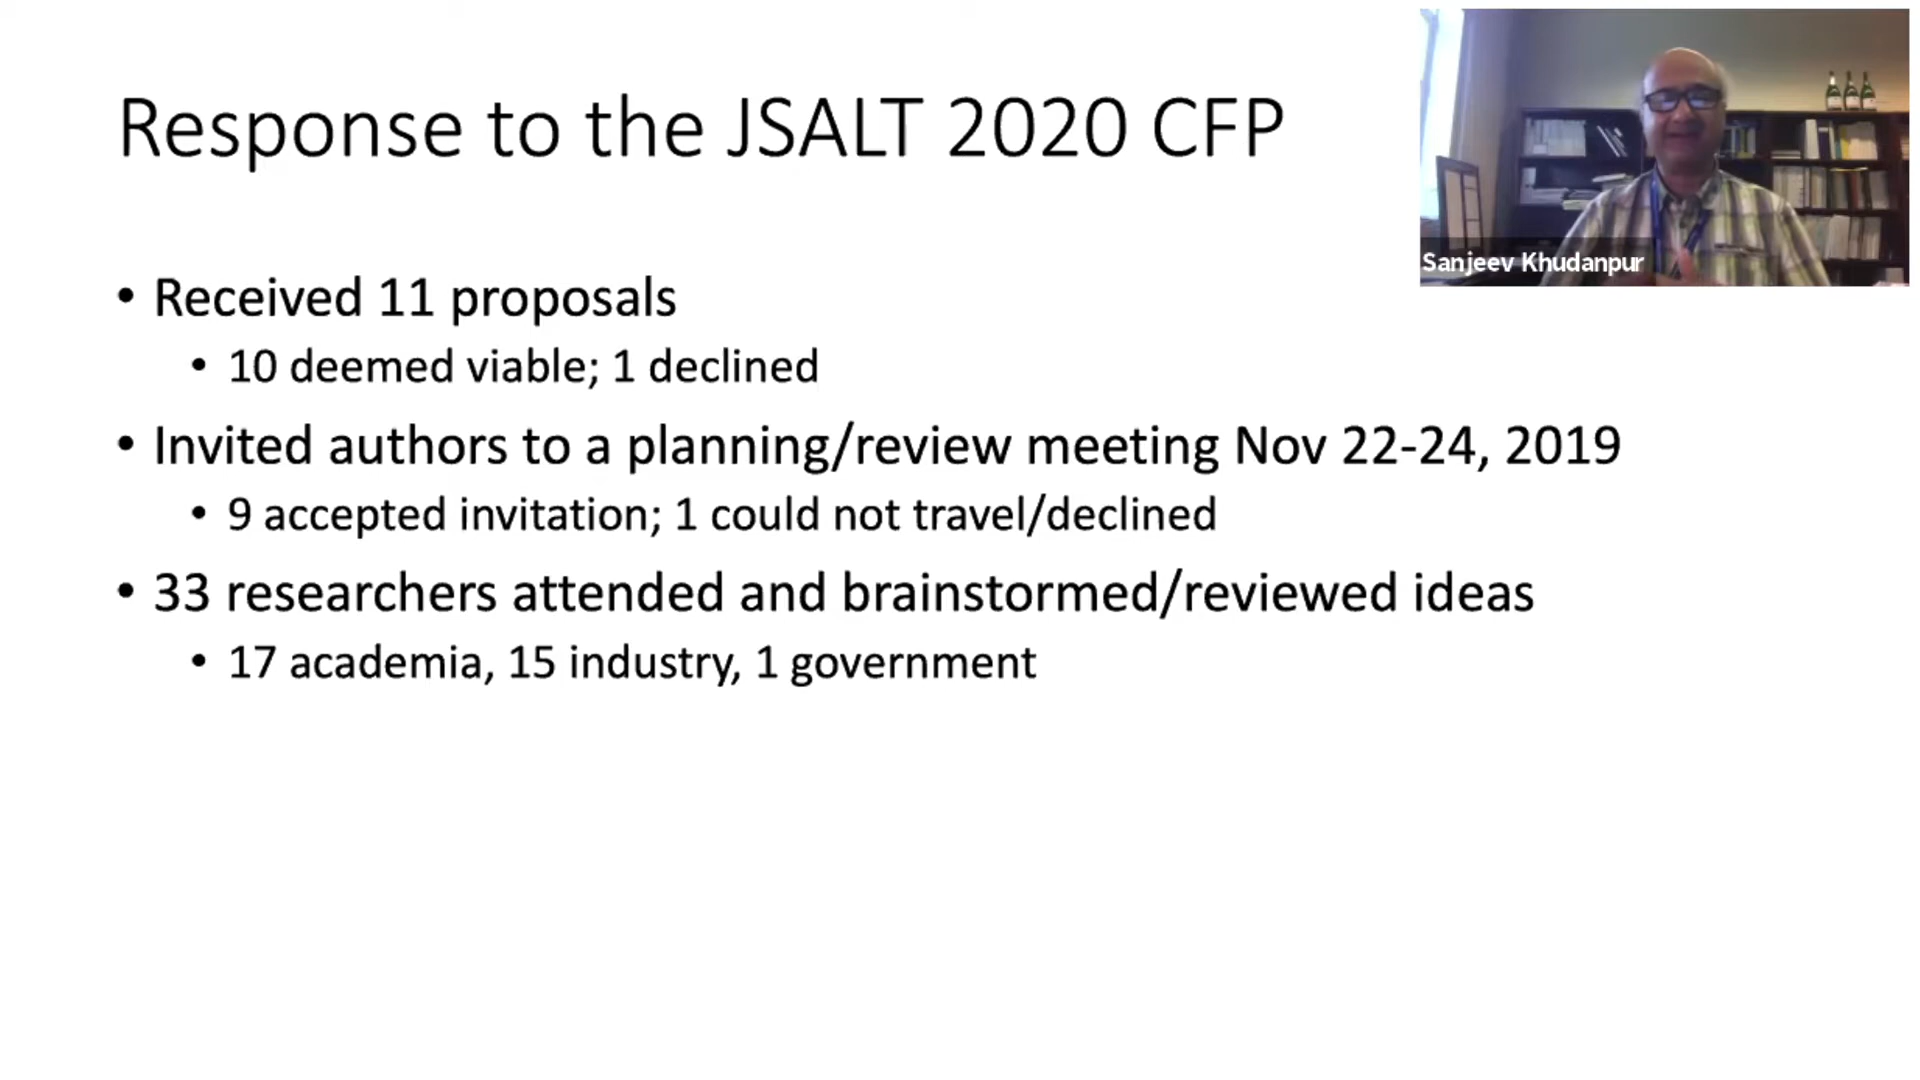 Response to the JSALT 2020 CFP
Sanjeev Khudanpur
• Received 11 proposals
• 10 deemed viable; 1 declined
• Invited authors to a planning/review meeting Nov 22-24, 2019
• 9 accepted invitation; 1 could not travel/declined
• 33 researchers attended and brainstormed/reviewed ideas
• 17 academia, 15 industry, 1 government